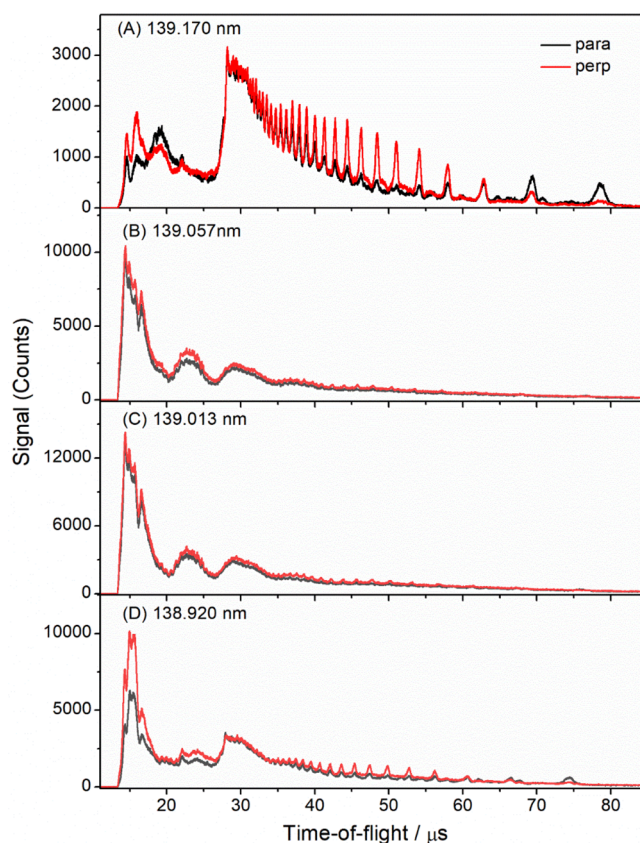 (A) 139.170 nm
para
perp
3000
2000
1000
0
(B) 139.057nm
10000
5000
0
(C) 139.013 nm
12000
6000
0
(D) 138.920 nm
10000
5000
0
Signal (Counts)
20 30 40 50 60 70 80
Time-of-flight / μs